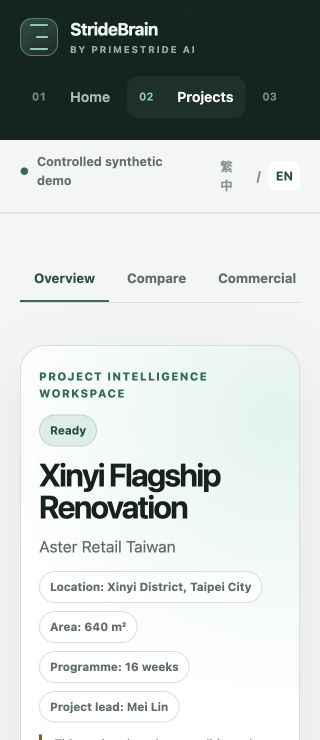 StrideBrain
BY PRIMESTRIDE AI
01 Home 02 Projects 03
Controlled synthetic
demo
繁
中
/ EN
Overview Compare Commercial
PROJECT INTELLIGENCE
WORKSPACE
Ready
Xinyi Flagship
Renovation
Aster Retail Taiwan
Location: Xinyi District, Taipei City
Area: 640 m²
Programme: 16 weeks
Project lead: Mei Lin